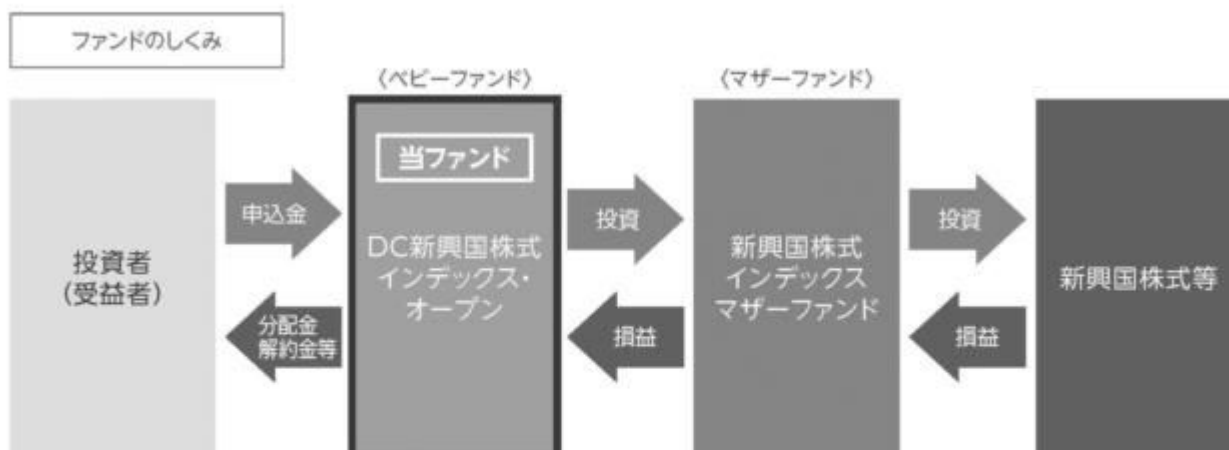 ファンドのしくみ
〈ベビーファンド〉
〈マザーファンド〉
投資者
(受益者)
申込金
分配金
解約金等
当ファンド
DC新興国株式
インデックス・
オープン
投資
損益
新興国株式
インデックス
マザーファンド
投資
損益
新興国株式等